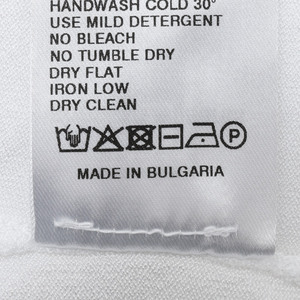 HANDWASH COLD 30°
USE MILD DETERGENT
NO BLEACH
NO TUMBLE DRY
DRY FLAT
IRON LOW
DRY CLEAN
P
MADE IN BULGARIA